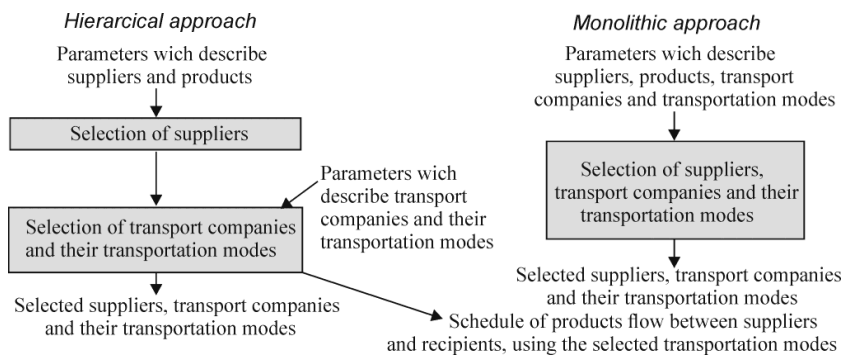 Hierarcical approach
Parameters wich describe
suppliers and products
Selection of suppliers
Parameters wich
describe transport
companies and their
transportation modes
Selection of transport companies
and their transportation modes
Selected suppliers, transport companies
and their transportation modes
Monolithic approach
Parameters wich describe
suppliers, products, transport
companies and transportation modes
Selection of suppliers,
transport companies and their
transportation modes
Selected suppliers, transport companies
and their transportation modes
Schedule of products flow between suppliers
and recipients, using the selected transportation modes